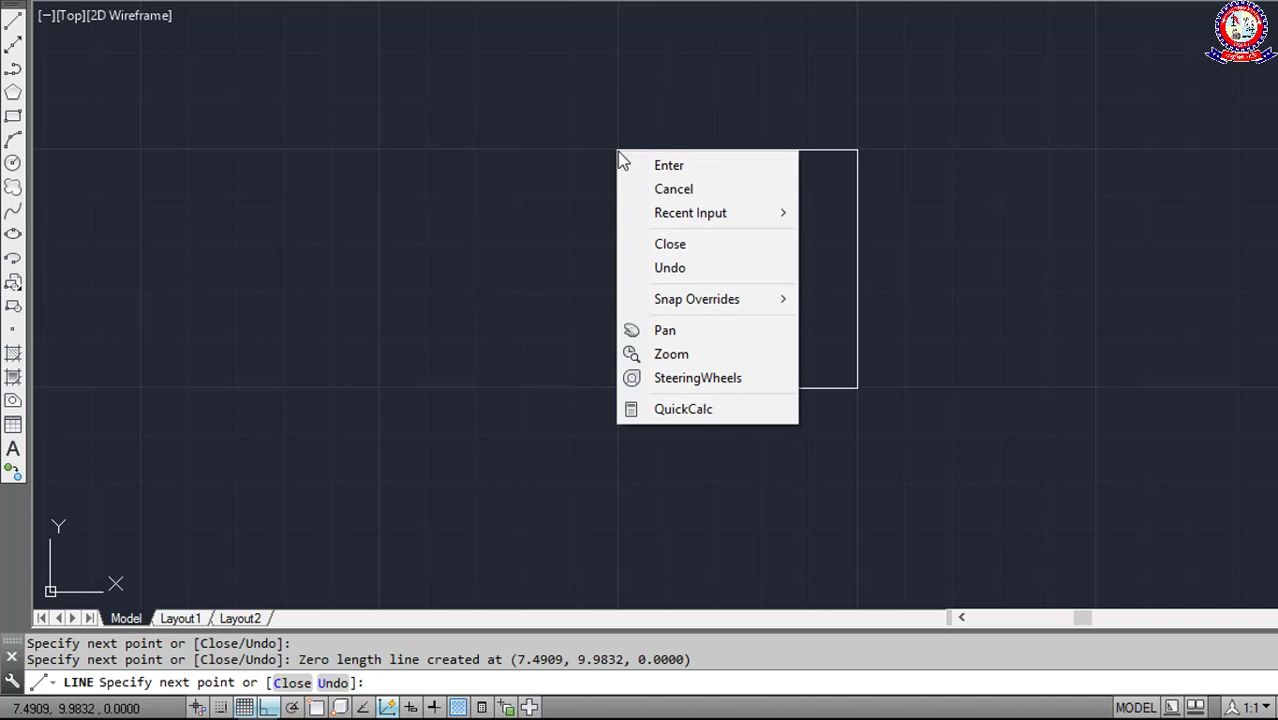 [−][Top][2D Wireframe]
Enter
Cancel
Recent Input
Close
Undo
Snap Overrides
Pan
Zoom
SteeringWheels
QuickCalc
Y
X
Model Layout1 Layout2
Specify next point or [Close/Undo]:
Specify next point or [Close/Undo]: Zero length line created at (7.4909, 9.9832, 0.0000)
LINE Specify next point or [Close Undo]:
7.4909, 9.9832 , 0.0000 MODEL 1:1
A